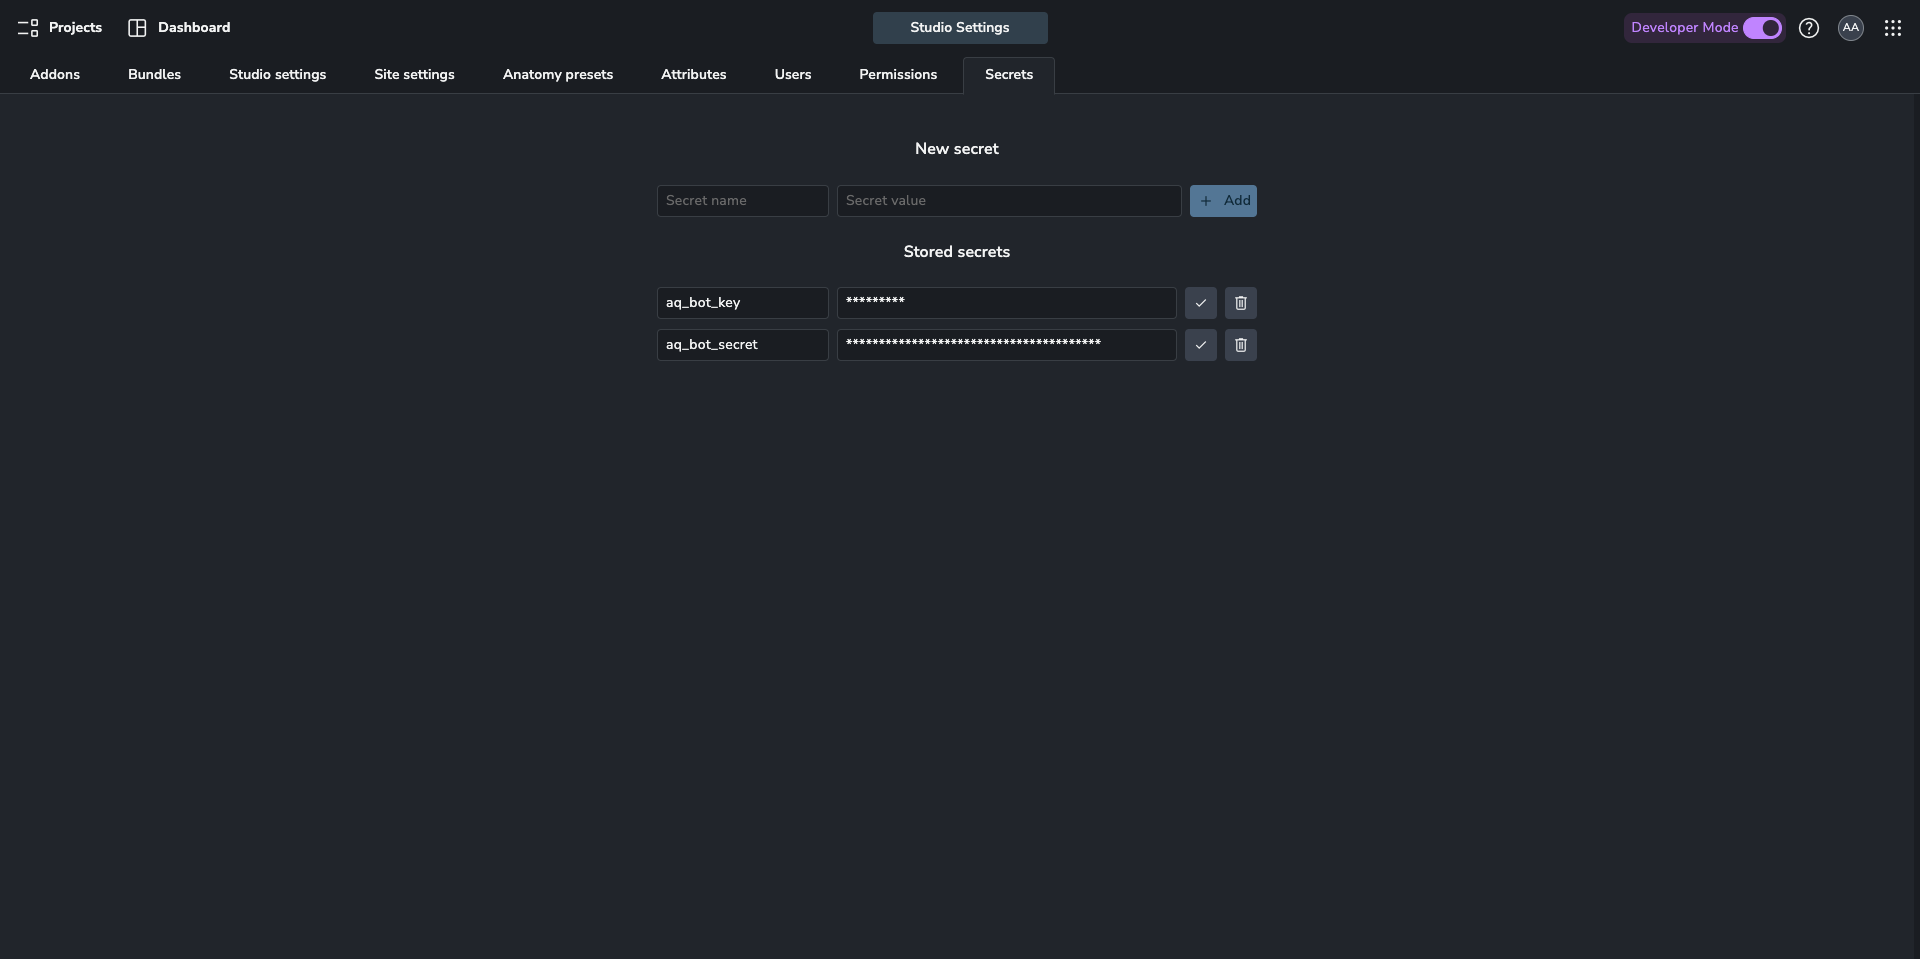 Projects Dashboard Studio Settings Developer Mode AA
Addons Bundles Studio settings Site settings Anatomy presets Attributes Users Permissions Secrets
New secret
Secret name Secret value Add
Stored secrets
aq_bot_key *********
aq_bot_secret ***************************************